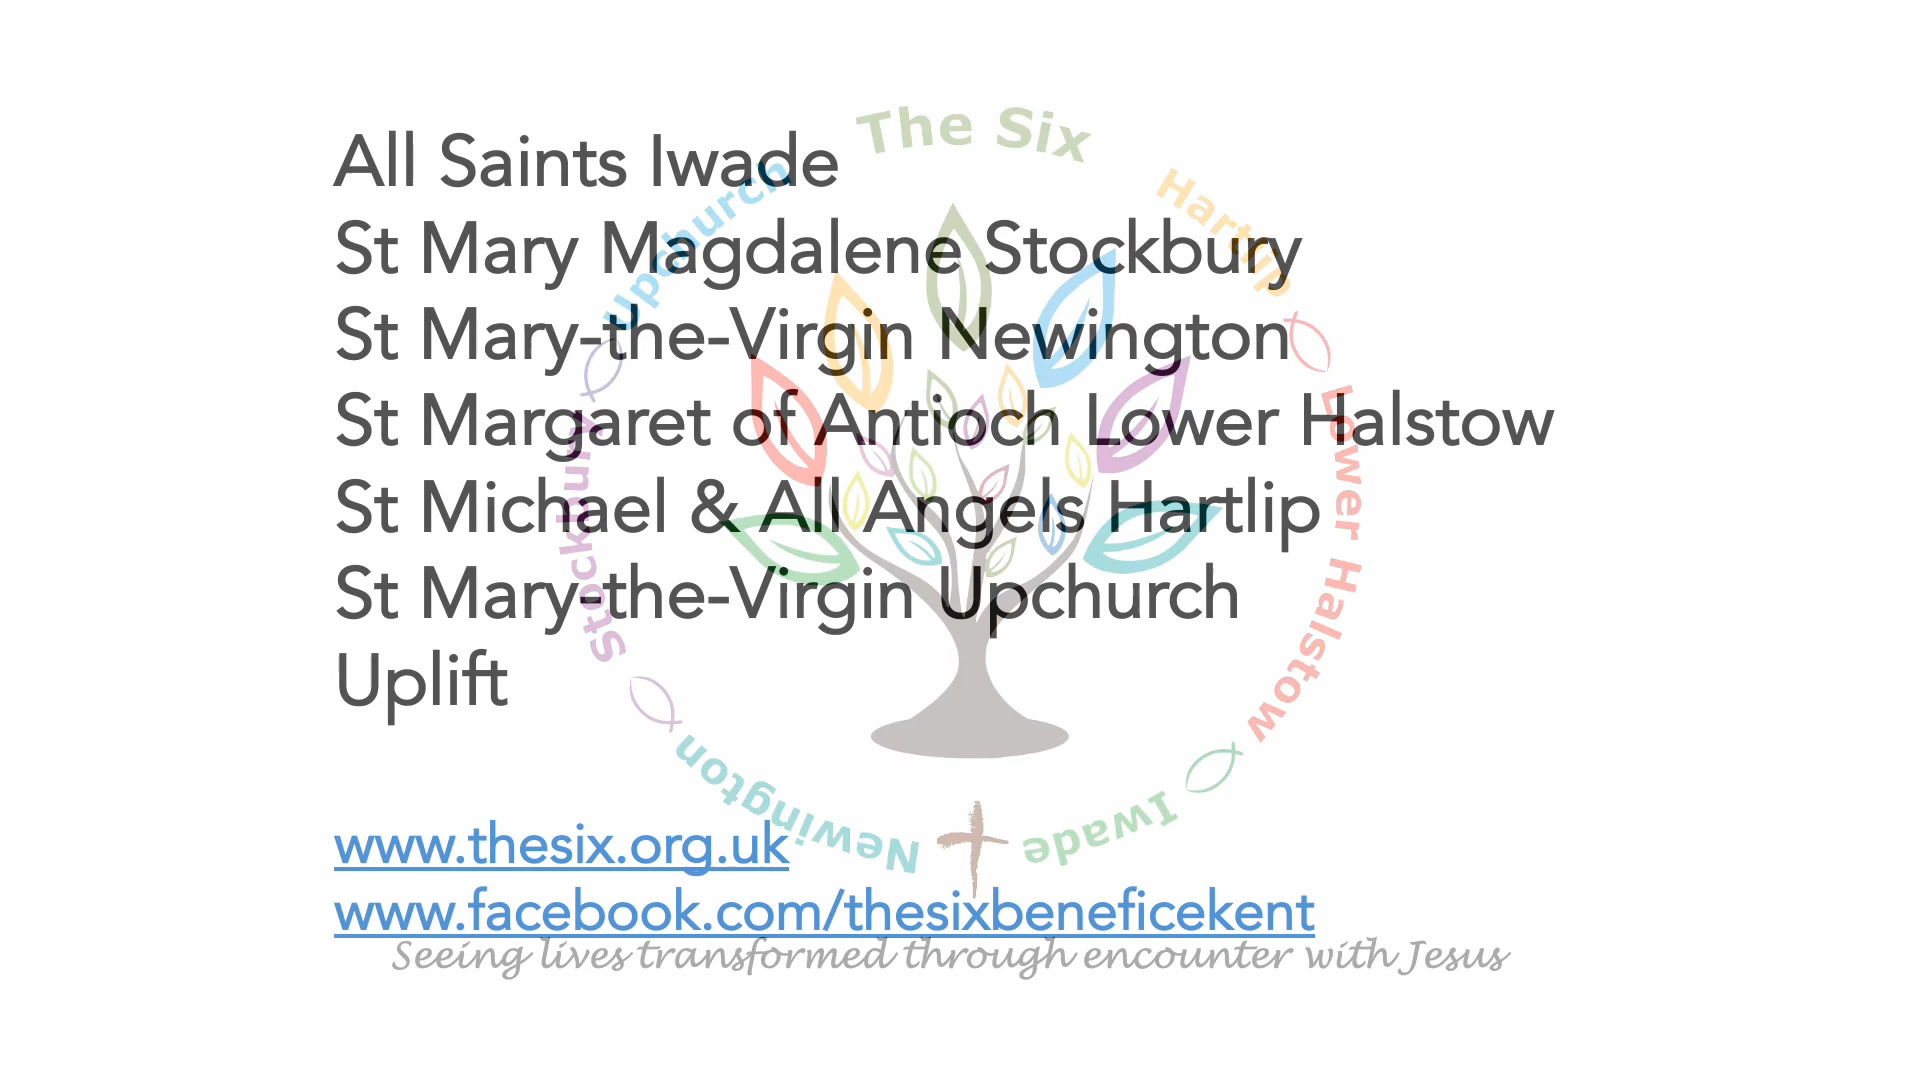 All Saints Iwade
St Mary Magdalene Stockbury
St Mary-the-Virgin Newington
St Margaret of Antioch Lower Halstow
St Michael & All Angels Hartlip
St Mary-the-Virgin Upchurch
Uplift
www.thesix.org.uk
www.facebook.com/thesixbeneficekent
Seeing lives transformed through encounter with Jesus
The Six
Hartlip
Lower Halstow
Iwade
Newington
Stockbury
Upchurch